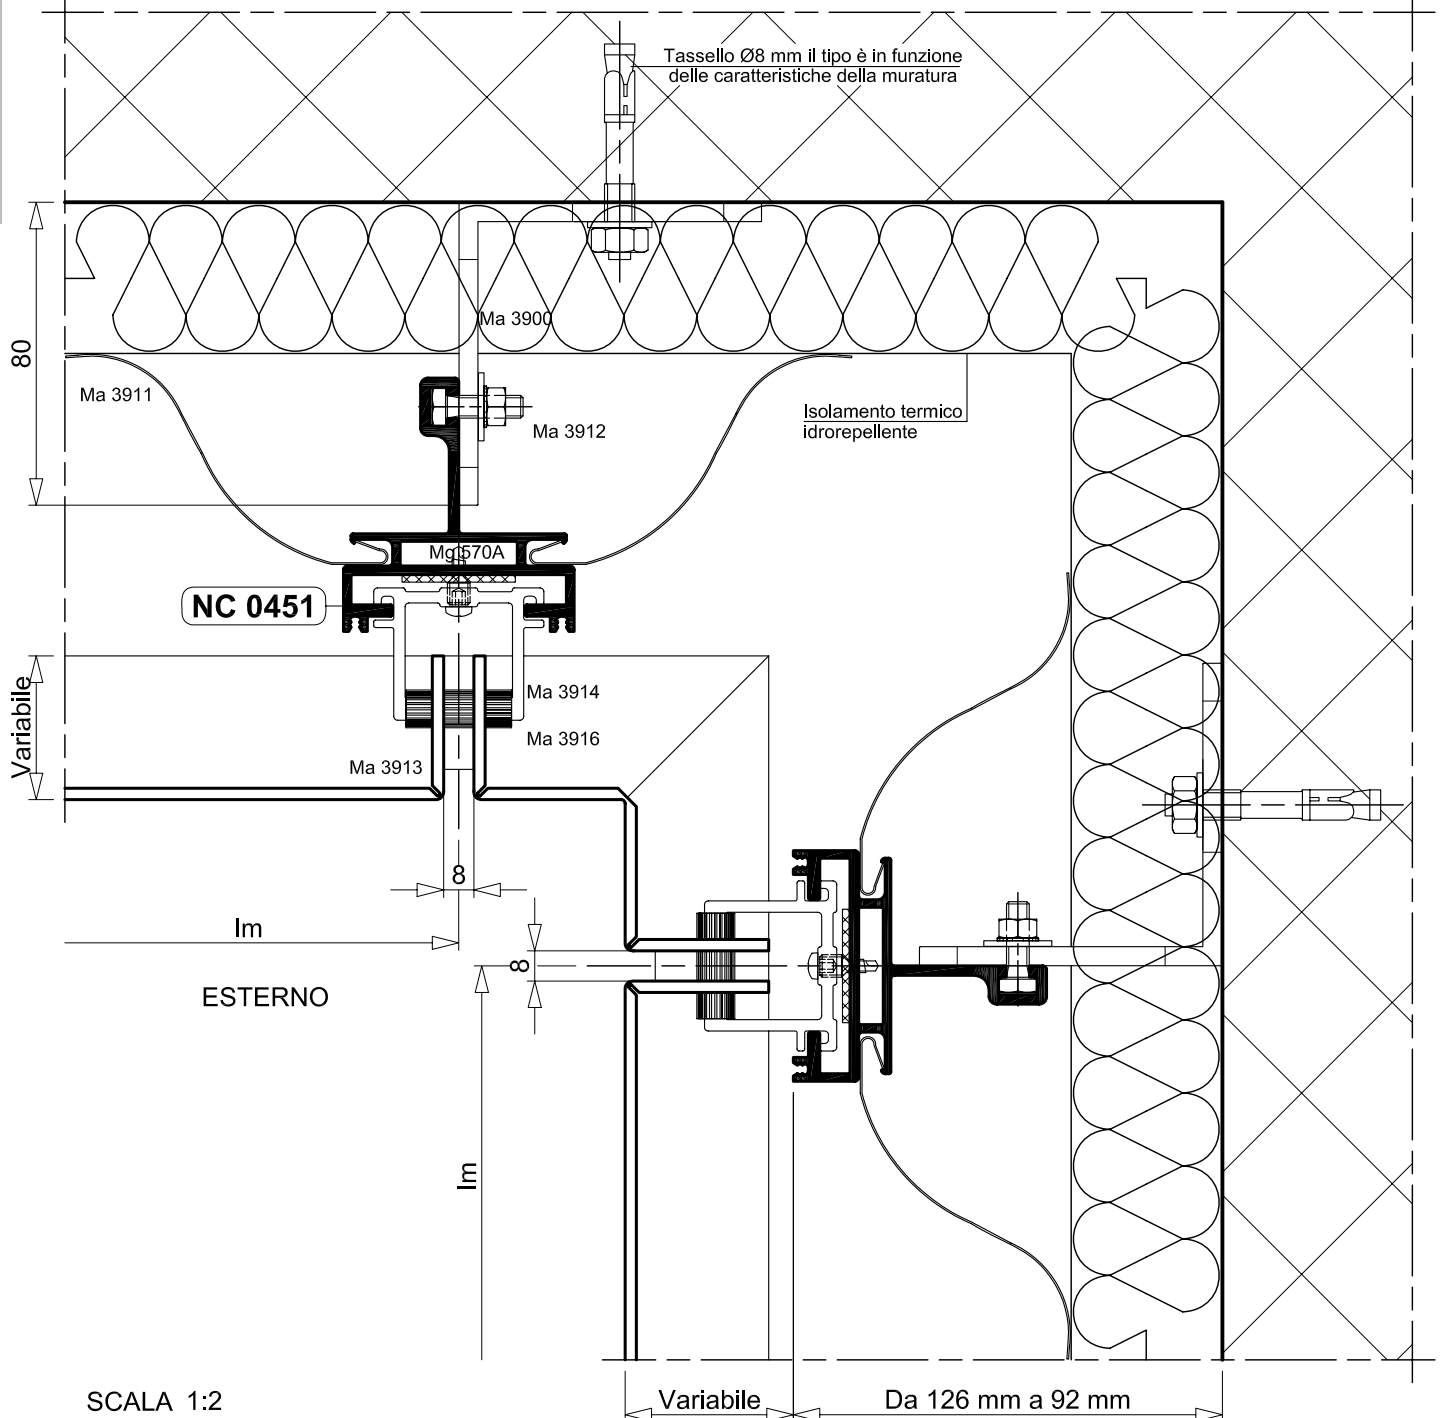 Tassello Ø8 mm il tipo è in funzione
delle caratteristiche della muratura
Ma 3900
80
Ma 3911
Isolamento termico
idrorepellente
Ma 3912
Mg 570A
NC 0451
Variabile
Ma 3914
Ma 3916
Ma 3913
8
lm
8
ESTERNO
lm
SCALA 1:2
Variabile
Da 126 mm a 92 mm